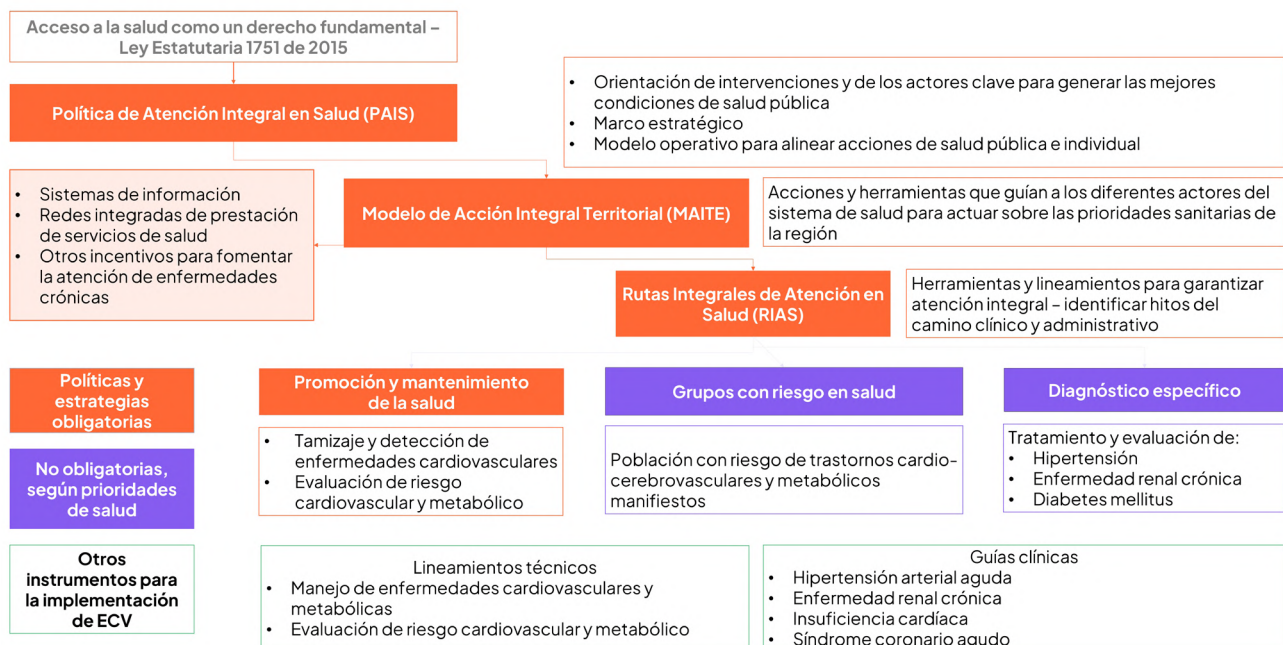 Acceso a la salud como un derecho fundamental –
Ley Estatutaria 1751 de 2015
Política de Atención Integral en Salud (PAIS)
• Orientación de intervenciones y de los actores clave para generar las mejores
condiciones de salud pública
• Marco estratégico
• Modelo operativo para alinear acciones de salud pública e individual
• Sistemas de información
• Redes integradas de prestación
de servicios de salud
• Otros incentivos para fomentar
la atención de enfermedades
crónicas
Modelo de Acción Integral Territorial (MAITE)
Acciones y herramientas que guían a los diferentes actores del
sistema de salud para actuar sobre las prioridades sanitarias de
la región
Rutas Integrales de Atención en
Salud (RIAS)
Herramientas y lineamientos para garantizar
atención integral – identificar hitos del
camino clínico y administrativo
Políticas y
estrategias
obligatorias
Promoción y mantenimiento
de la salud
Grupos con riesgo en salud
Diagnóstico específico
• Tamizaje y detección de
enfermedades cardiovasculares
• Evaluación de riesgo
cardiovascular y metabólico
Población con riesgo de trastornos cardio-
cerebrovasculares y metabólicos
manifiestos
Tratamiento y evaluación de:
• Hipertensión
• Enfermedad renal crónica
• Diabetes mellitus
No obligatorias,
según prioridades
de salud
Otros
instrumentos para
la implementación
de ECV
Lineamientos técnicos
• Manejo de enfermedades cardiovasculares y
metabólicas
• Evaluación de riesgo cardiovascular y metabólico
Guías clínicas
• Hipertensión arterial aguda
• Enfermedad renal crónica
• Insuficiencia cardíaca
• Síndrome coronario agudo